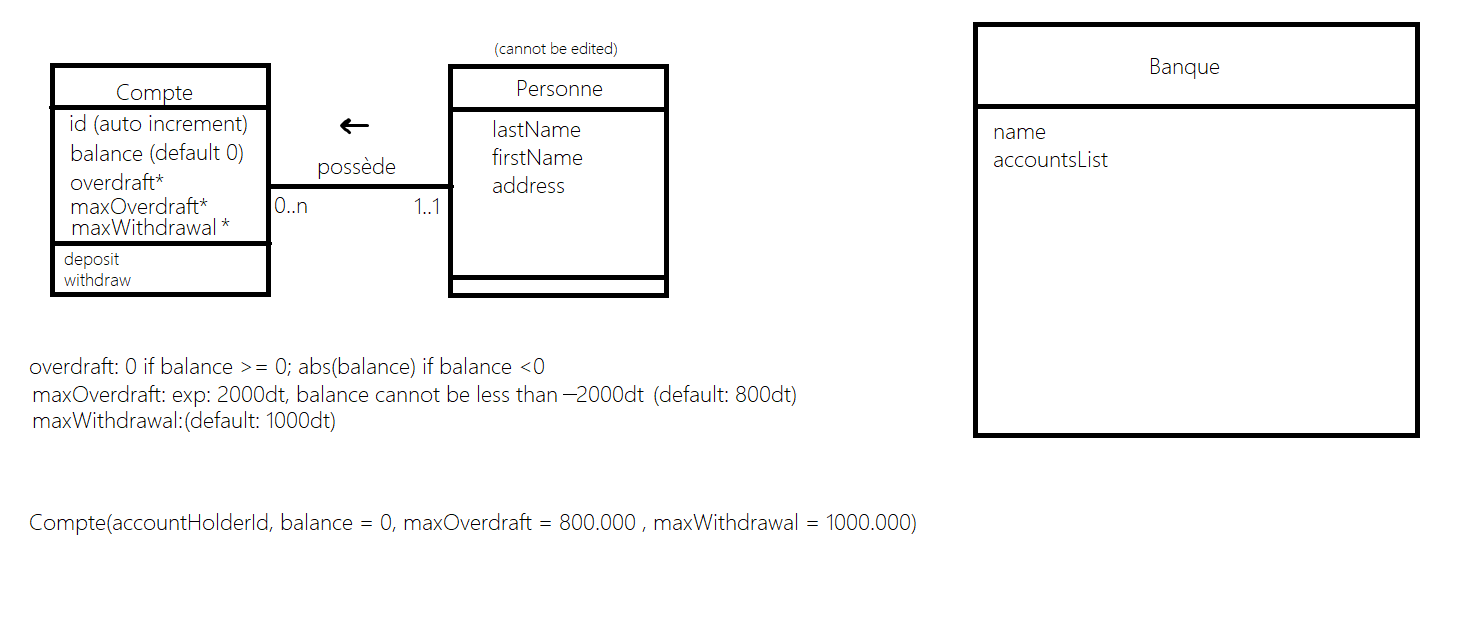 Compte
id (auto increment)
balance (default 0)
overdraft*
maxOverdraft*
maxWithdrawal *
deposit
withdraw
possède
0..n
1..1
(cannot be edited)
Personne
lastName
firstName
address
Banque
name
accountsList
overdraft: 0 if balance >= 0; abs(balance) if balance <0
maxOverdraft: exp: 2000dt, balance cannot be less than —2000dt (default: 800dt)
maxWithdrawal:(default: 1000dt)
Compte(accountHolderId, balance = 0, maxOverdraft = 800.000 , maxWithdrawal = 1000.000)